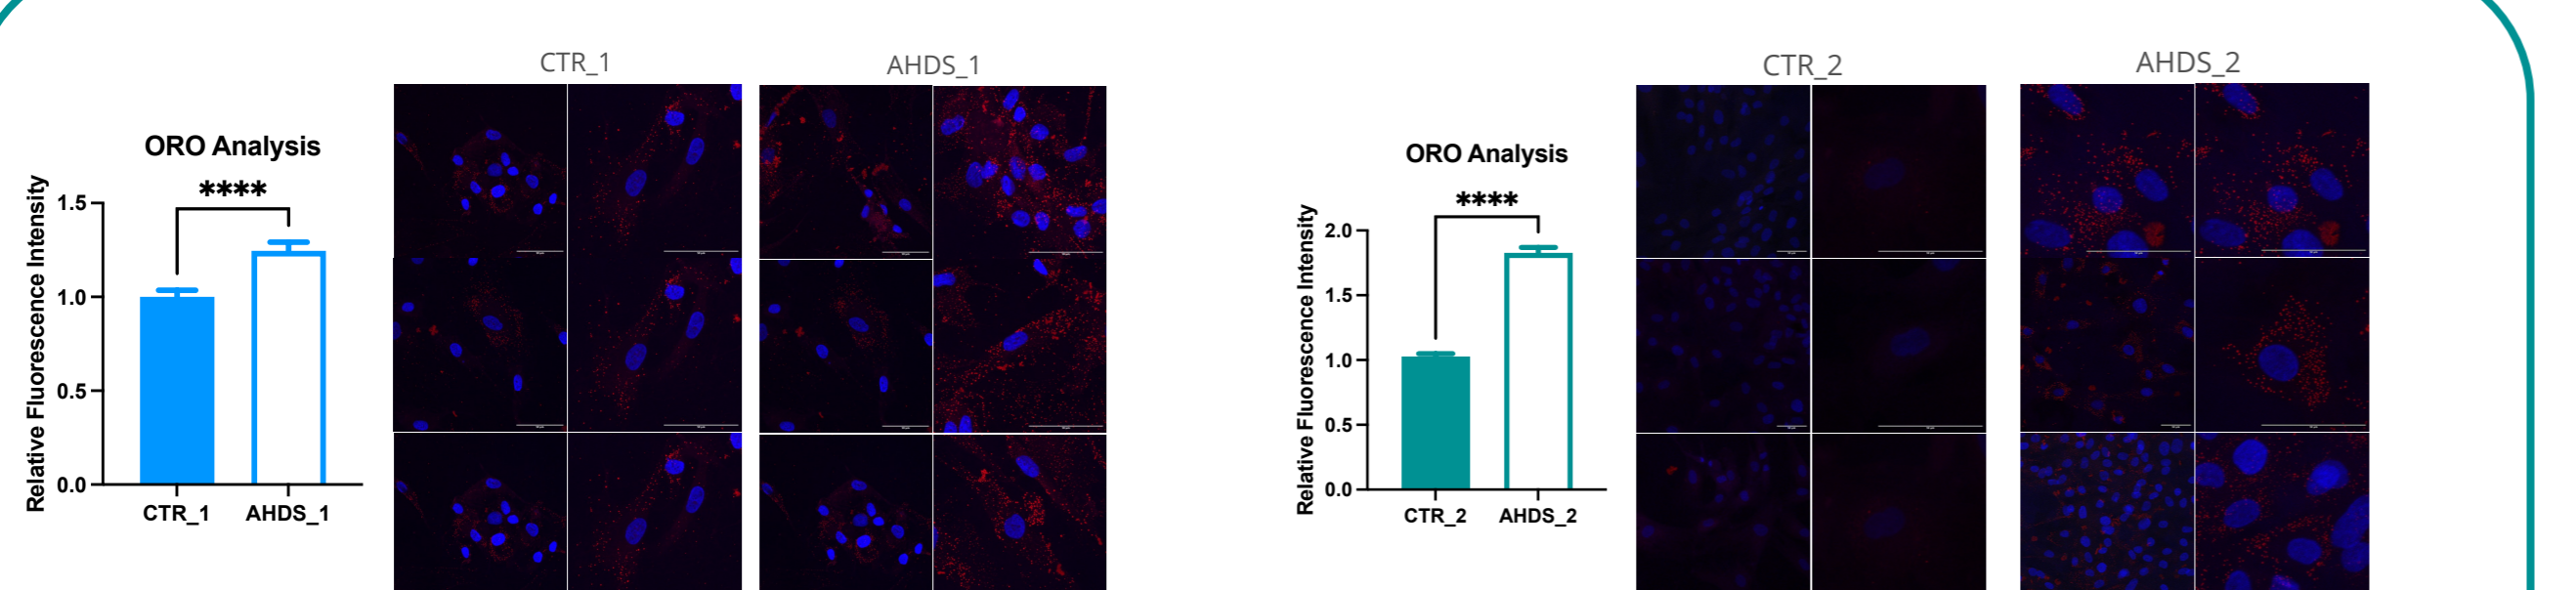 CTR_1
AHDS_1
ORO Analysis
****
Relative Fluorescence Intensity
1.5
1.0
0.5
0.0
CTR_1
AHDS_1
CTR_2
AHDS_2
ORO Analysis
****
Relative Fluorescence Intensity
2.0
1.5
1.0
0.5
0.0
CTR_2
AHDS_2